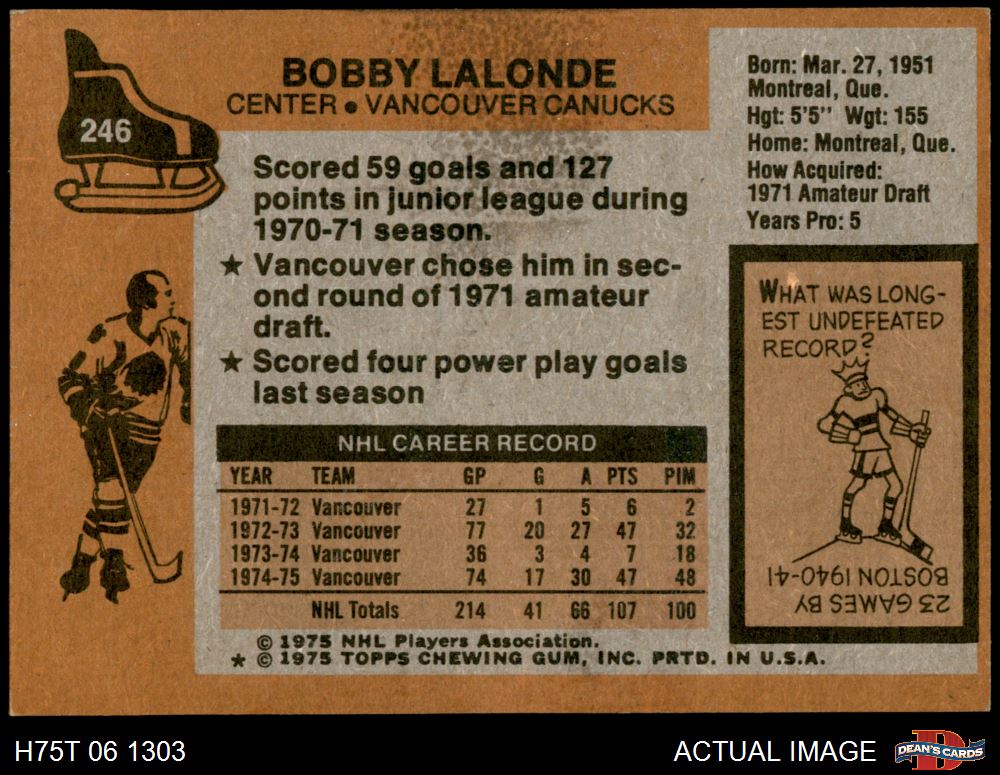 246
BOBBY LALONDE
CENTER • VANCOUVER CANUCKS
Scored 59 goals and 127
points in junior league during
1970-71 season.
★ Vancouver chose him in sec-
ond round of 1971 amateur
draft.
★ Scored four power play goals
last season
Born: Mar. 27, 1951
Montreal, Que.
Hgt: 5'5" Wgt: 155
Home: Montreal, Que.
How Acquired:
1971 Amateur Draft
Years Pro: 5
WHAT WAS LONG-
EST UNDEFEATED
RECORD?
23 GAMES BY
BOSTON 1940-41
NHL CAREER RECORD
YEAR TEAM GP G A PTS PIM
1971-72 Vancouver 27 1 5 6 2
1972-73 Vancouver 77 20 27 47 32
1973-74 Vancouver 36 3 4 7 18
1974-75 Vancouver 74 17 30 47 48
NHL Totals 214 41 66 107 100
© 1975 NHL Players Association.
★ © 1975 TOPPS CHEWING GUM, INC. PRTD. IN U.S.A.
H75T 06 1303
ACTUAL IMAGE
D
DEAN'S CARDS